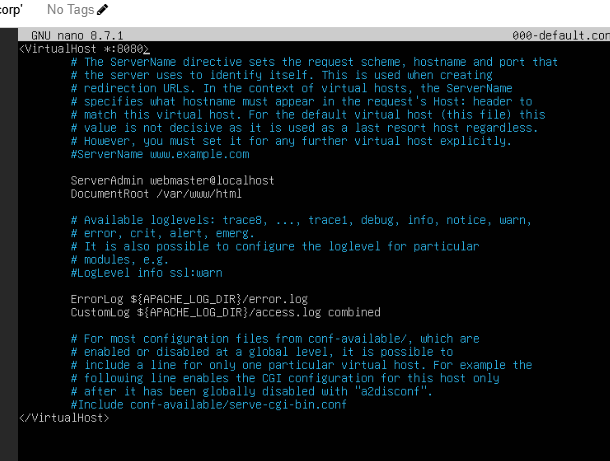 corp' No Tags
GNU nano 8.7.1 000-default.cor
<VirtualHost *:8080>
# The ServerName directive sets the request scheme, hostname and port that
# the server uses to identify itself. This is used when creating
# redirection URLs. In the context of virtual hosts, the ServerName
# specifies what hostname must appear in the request's Host: header to
# match this virtual host. For the default virtual host (this file) this
# value is not decisive as it is used as a last resort host regardless.
# However, you must set it for any further virtual host explicitly.
#ServerName www.example.com
ServerAdmin webmaster@localhost
DocumentRoot /var/www/html
# Available loglevels: trace8, ..., trace1, debug, info, notice, warn,
# error, crit, alert, emerg.
# It is also possible to configure the loglevel for particular
# modules, e.g.
#LogLevel info ssl:warn
ErrorLog ${APACHE_LOG_DIR}/error.log
CustomLog ${APACHE_LOG_DIR}/access.log combined
# For most configuration files from conf-available/, which are
# enabled or disabled at a global level, it is possible to
# include a line for only one particular virtual host. For example the
# following line enables the CGI configuration for this host only
# after it has been globally disabled with "a2disconf".
#Include conf-available/serve-cgi-bin.conf
</VirtualHost>